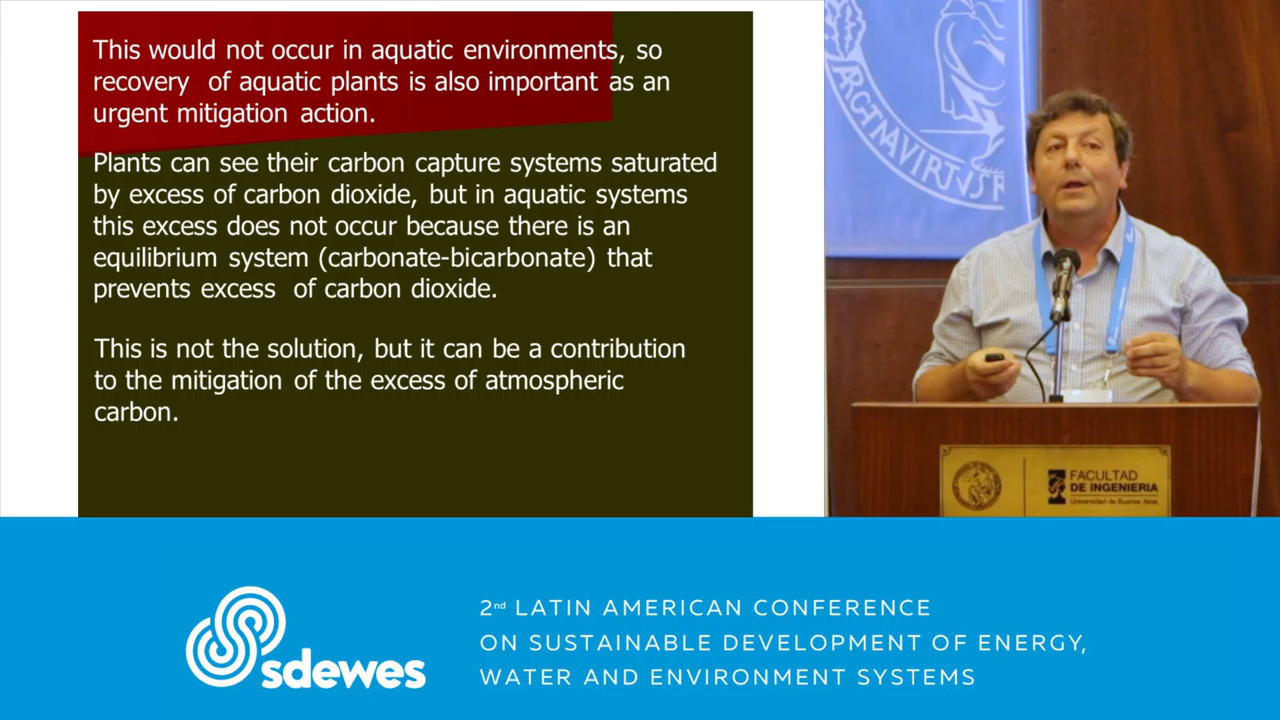 This would not occur in aquatic environments, so
recovery of aquatic plants is also important as an
urgent mitigation action.
Plants can see their carbon capture systems saturated
by excess of carbon dioxide, but in aquatic systems
this excess does not occur because there is an
equilibrium system (carbonate-bicarbonate) that
prevents excess of carbon dioxide.
This is not the solution, but it can be a contribution
to the mitigation of the excess of atmospheric
carbon.
ARGTMVIRTVS
FACULTAD
DE INGENIERIA
Universidad de Buenos Aires
sdewes
2nd LATIN AMERICAN CONFERENCE
ON SUSTAINABLE DEVELOPMENT OF ENERGY,
WATER AND ENVIRONMENT SYSTEMS